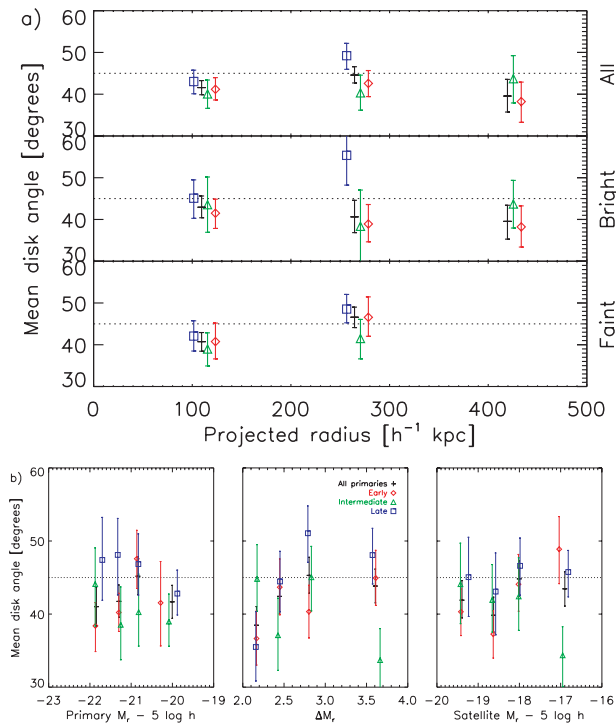 a)
60
50
40
30
All
60
50
40
30
Bright
60
50
40
30
Faint
Mean disk angle [degrees]
0 100 200 300 400 500
Projected radius [h⁻¹ kpc]
b)
60
50
40
30
Mean disk angle [degrees]
All primaries
Early
Intermediate
Late
−23 −22 −21 −20 −19
2.0 2.5 3.0 3.5 4.0
−20 −19 −18 −17 −16
Primary Mr − 5 log h
ΔMr
Satellite Mr − 5 log h